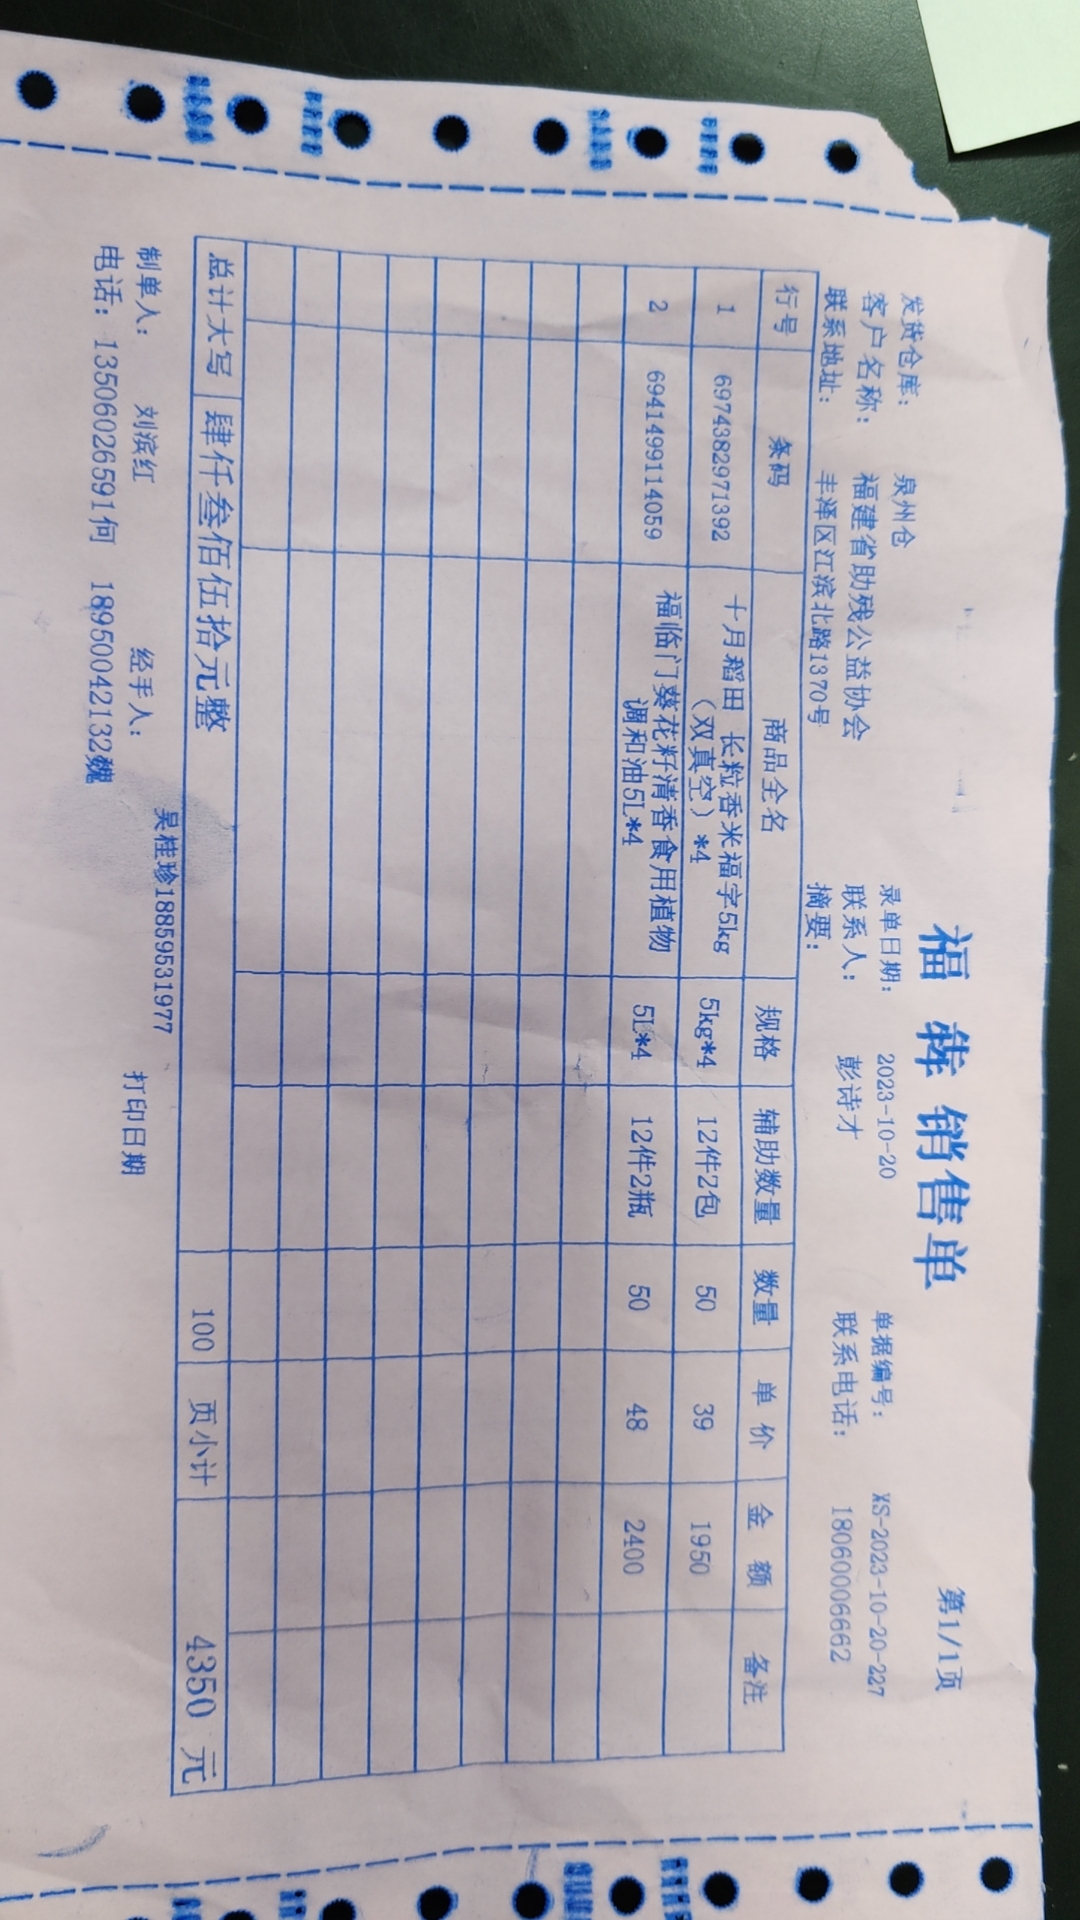 福犇销售单
第1/1页
发货仓库： 泉州仓 录单日期： 2023-10-20 单据编号： XS-2023-10-20-227
客户名称： 福建省助残公益协会 联系人： 彭诗才 联系电话： 18060006662
联系地址： 丰泽区江滨北路1370号 摘要：
行号 条码 商品全名 规格 辅助数量 数量 单价 金额 备注
1 6974382971392 十月稻田 长粒香米福字5kg（双真空）*4 5kg*4 12件2包 50 39 1950
2 6941499114059 福临门葵花籽清香食用植物调和油5L*4 5L*4 12件2瓶 50 48 2400
总计大写 肆仟叁佰伍拾元整 100 页小计 4350 元
制单人： 刘滨红 经手人： 吴桂珍1885953197​7 打印日期
电话：13506026591何 18950042132魏